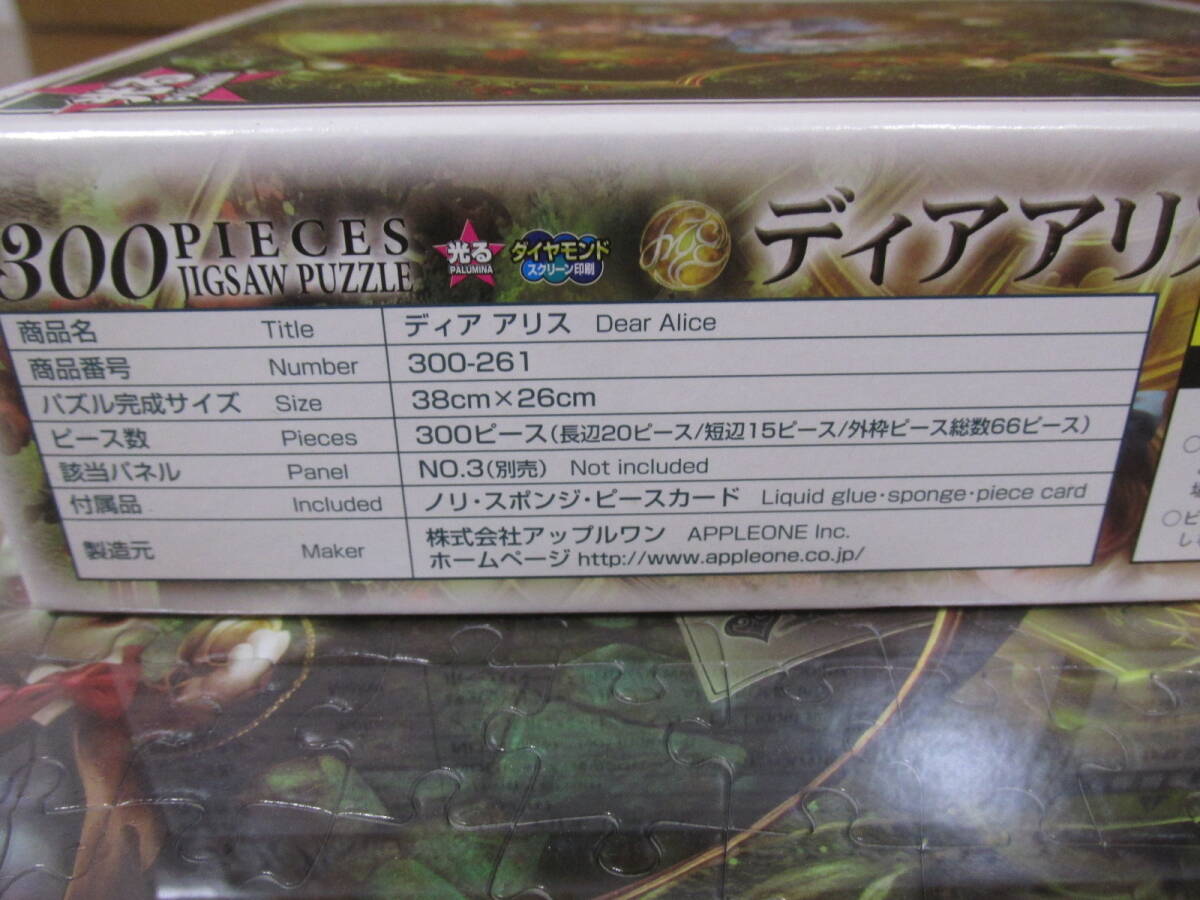 300 PIECES
JIGSAW PUZZLE
光る
PALUMINA
ダイヤモンド
スクリーン印刷
ディアアリス
商品名 Title ディア アリス Dear Alice
商品番号 Number 300-261
パズル完成サイズ Size 38cm×26cm
ピース数 Pieces 300ピース(長辺20ピース/短辺15ピース/外枠ピース総数66ピース)
該当パネル Panel NO.3(別売) Not included
付属品 Included ノリ・スポンジ・ピースカード Liquid glue・sponge・piece card
製造元 Maker 株式会社アップルワン APPLEONE Inc.
ホームページ http://www.appleone.co.jp/